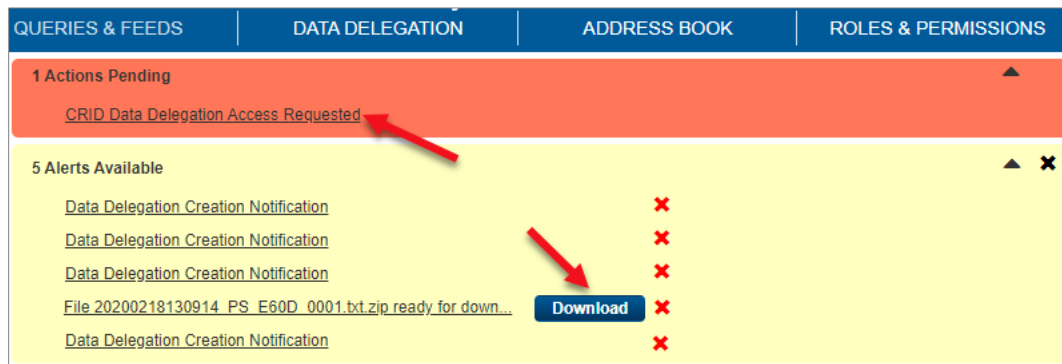 QUERIES & FEEDS DATA DELEGATION ADDRESS BOOK ROLES & PERMISSIONS
1 Actions Pending
CRID Data Delegation Access Requested
5 Alerts Available
Data Delegation Creation Notification
Data Delegation Creation Notification
Data Delegation Creation Notification
File 20200218130914_PS_E60D_0001.txt.zip ready for down... Download
Data Delegation Creation Notification